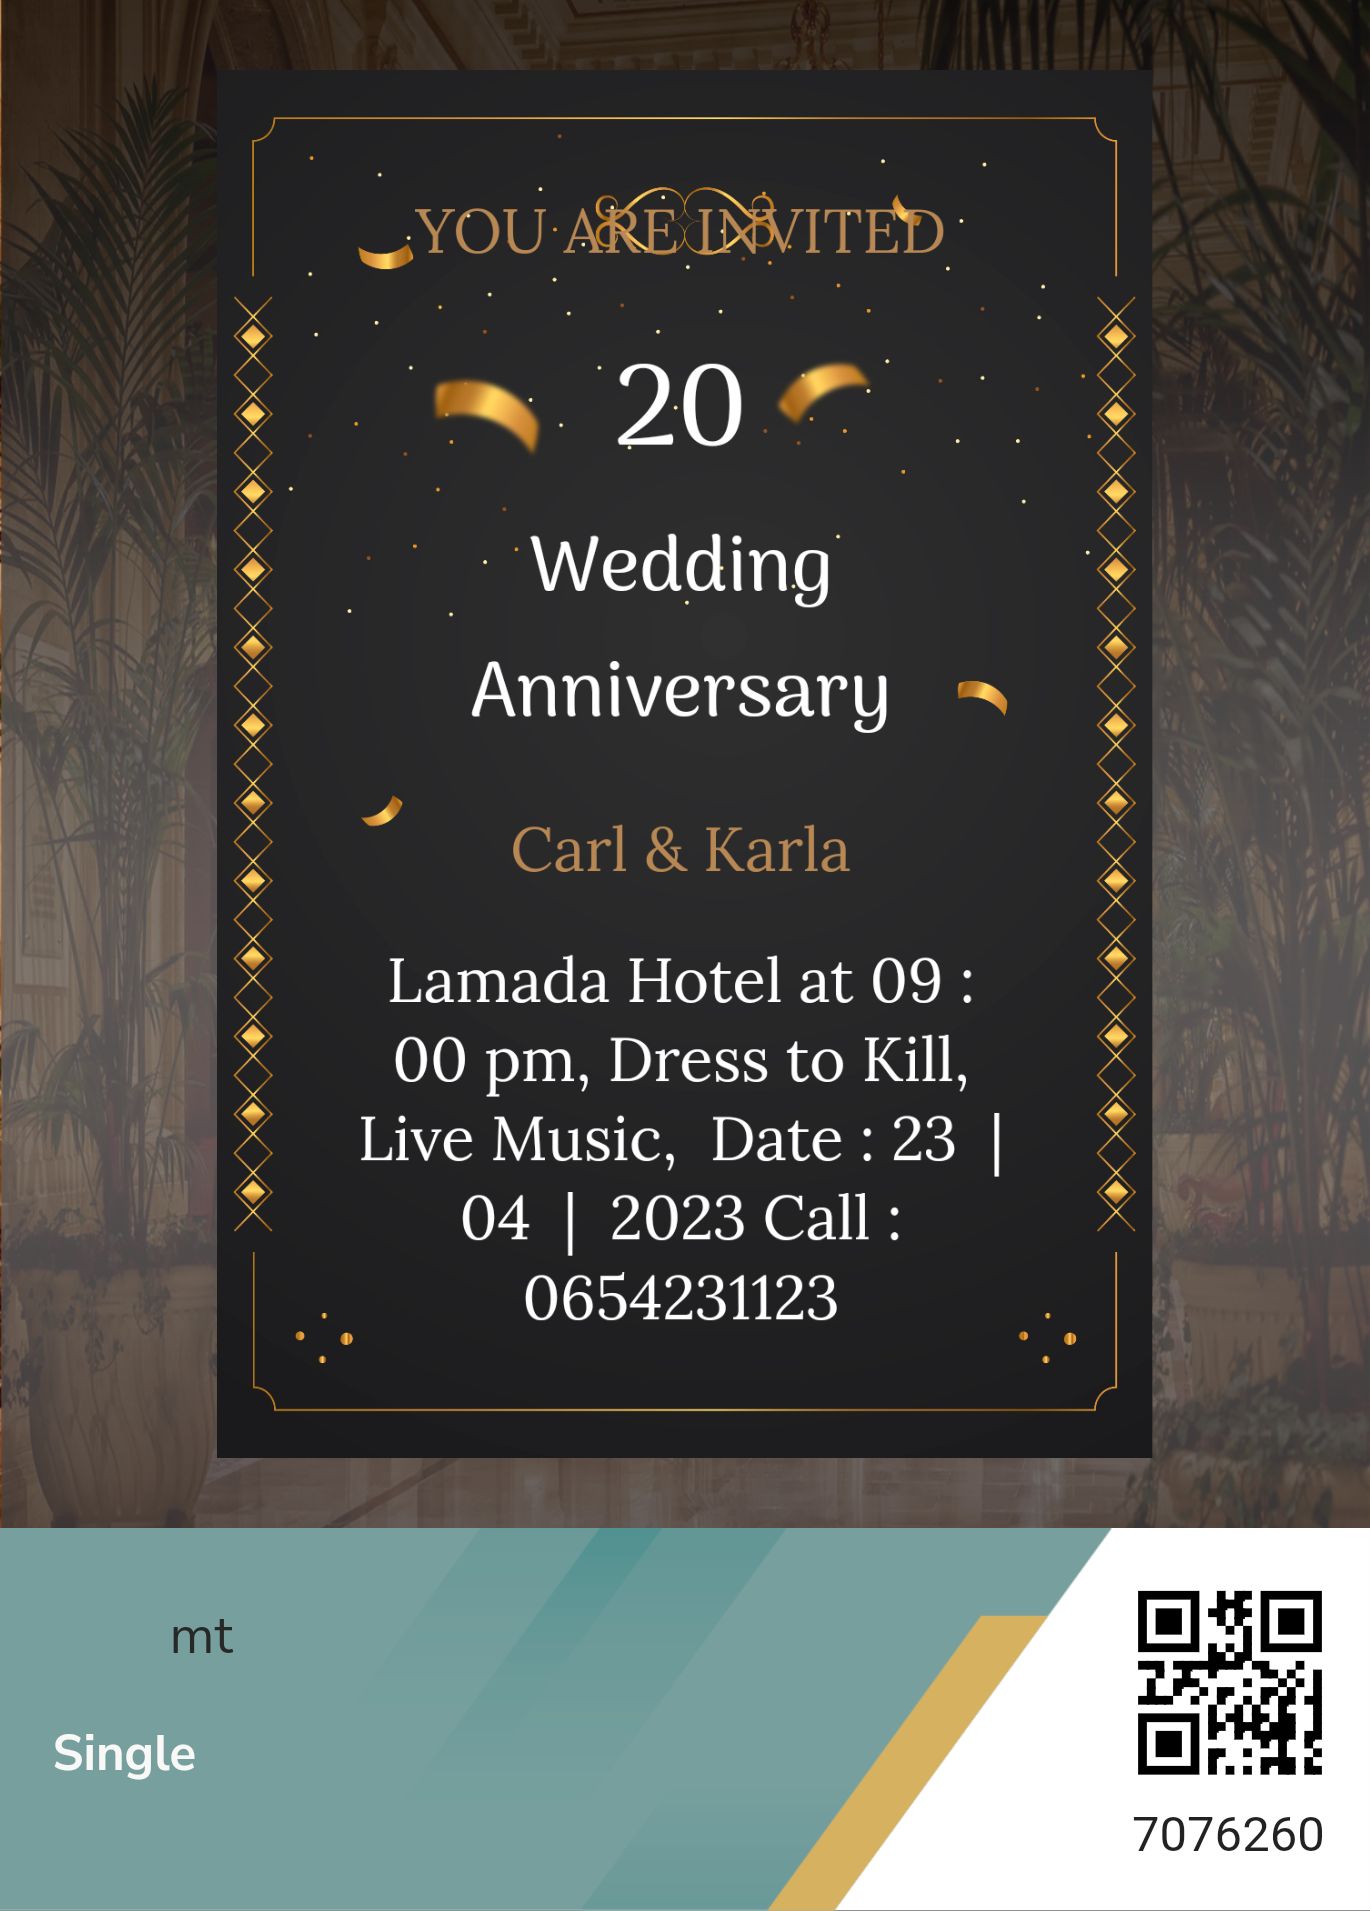 YOU ARE INVITED
20
Wedding
Anniversary
Carl & Karla
Lamada Hotel at 09 :
00 pm, Dress to Kill,
Live Music,  Date : 23  |
04  |  2023 Call :
0654231123
mt
Single
7076260